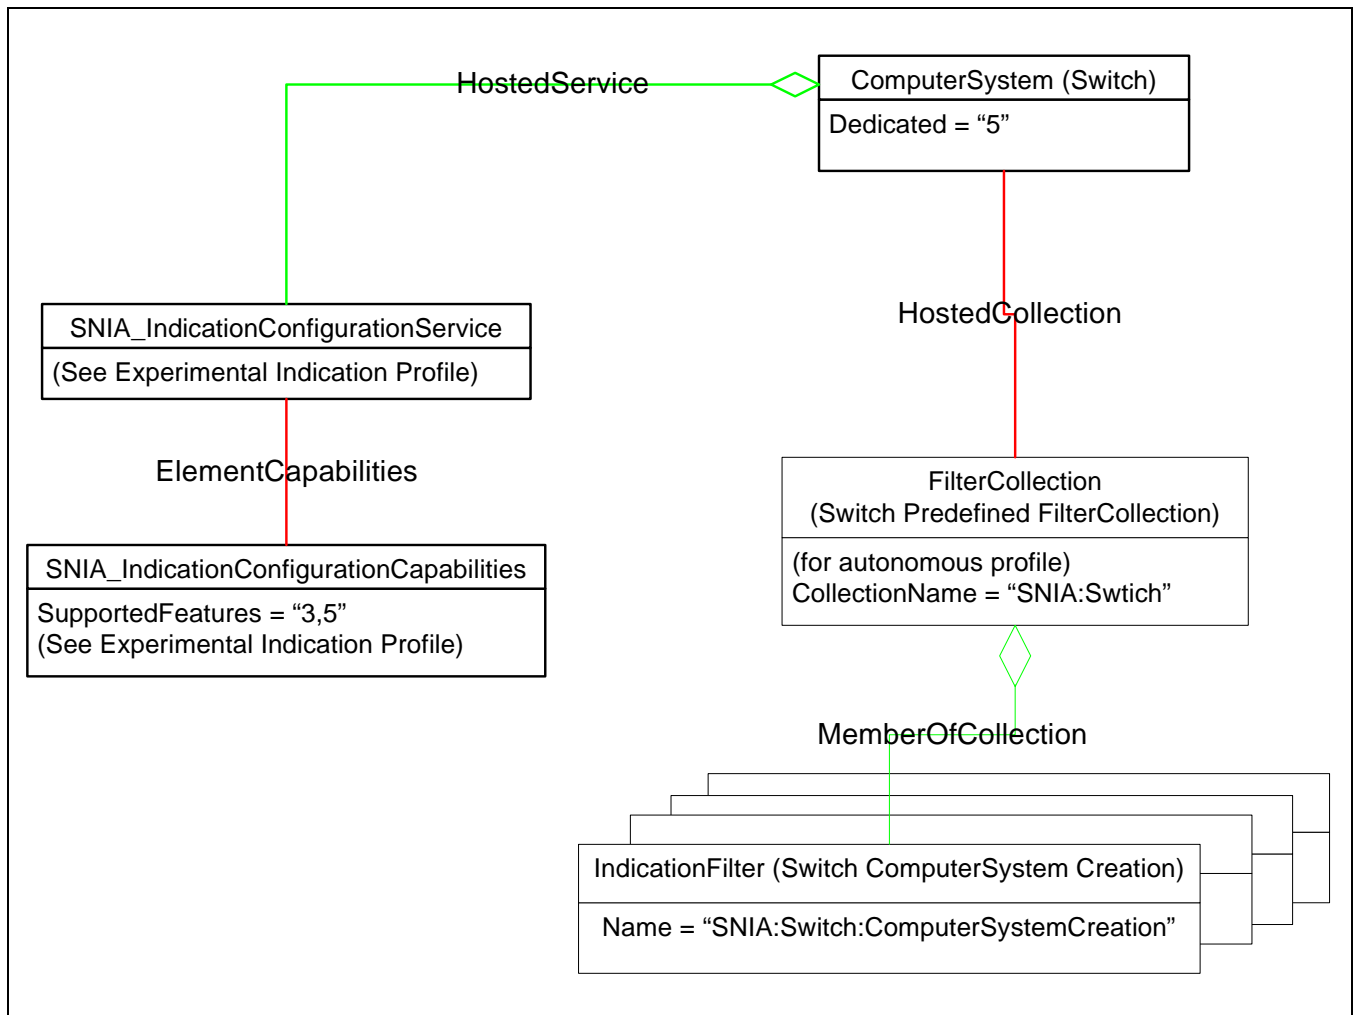 HostedService
ComputerSystem (Switch)
Dedicated = “5”
SNIA_IndicationConfigurationService
(See Experimental Indication Profile)
HostedCollection
ElementCapabilities
FilterCollection
(Switch Predefined FilterCollection)
(for autonomous profile)
CollectionName = “SNIA:Swtich”
SNIA_IndicationConfigurationCapabilities
SupportedFeatures = “3,5”
(See Experimental Indication Profile)
MemberOfCollection
IndicationFilter (Switch ComputerSystem Creation)
Name = “SNIA:Switch:ComputerSystemCreation”